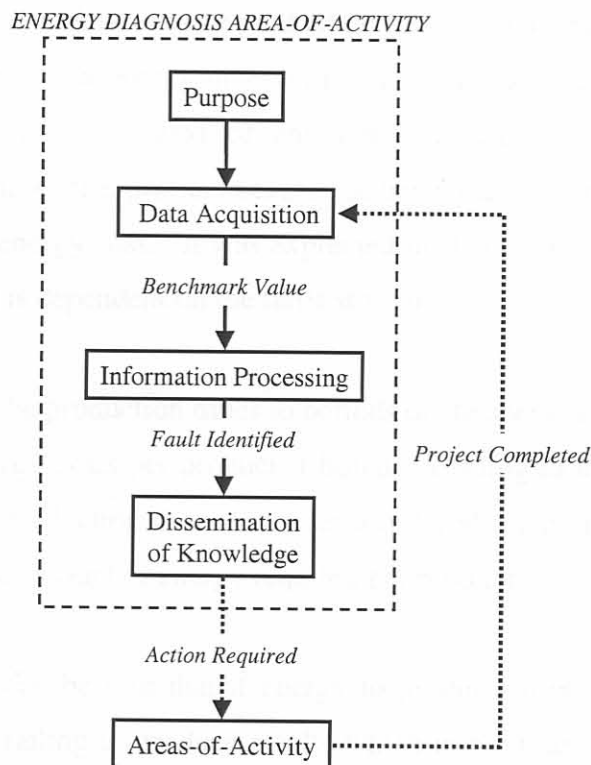 ENERGY DIAGNOSIS AREA-OF-ACTIVITY
Purpose
Data Acquisition
Benchmark Value
Information Processing
Fault Identified
Project Completed
Dissemination
of Knowledge
Action Required
Areas-of-Activity